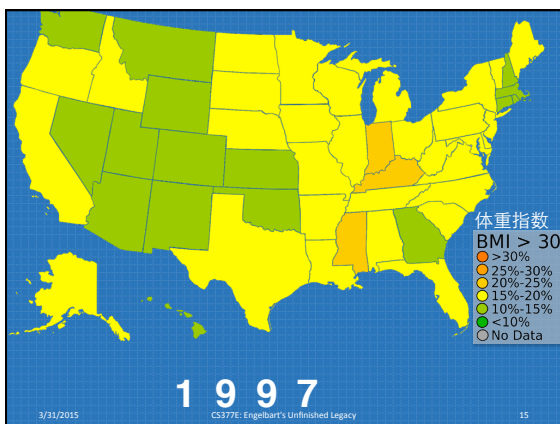 体重指数
BMI > 30
>30%
25%-30%
20%-25%
15%-20%
10%-15%
<10%
No Data
1997
3/31/2015
CS377E: Engelbart's Unfinished Legacy
15